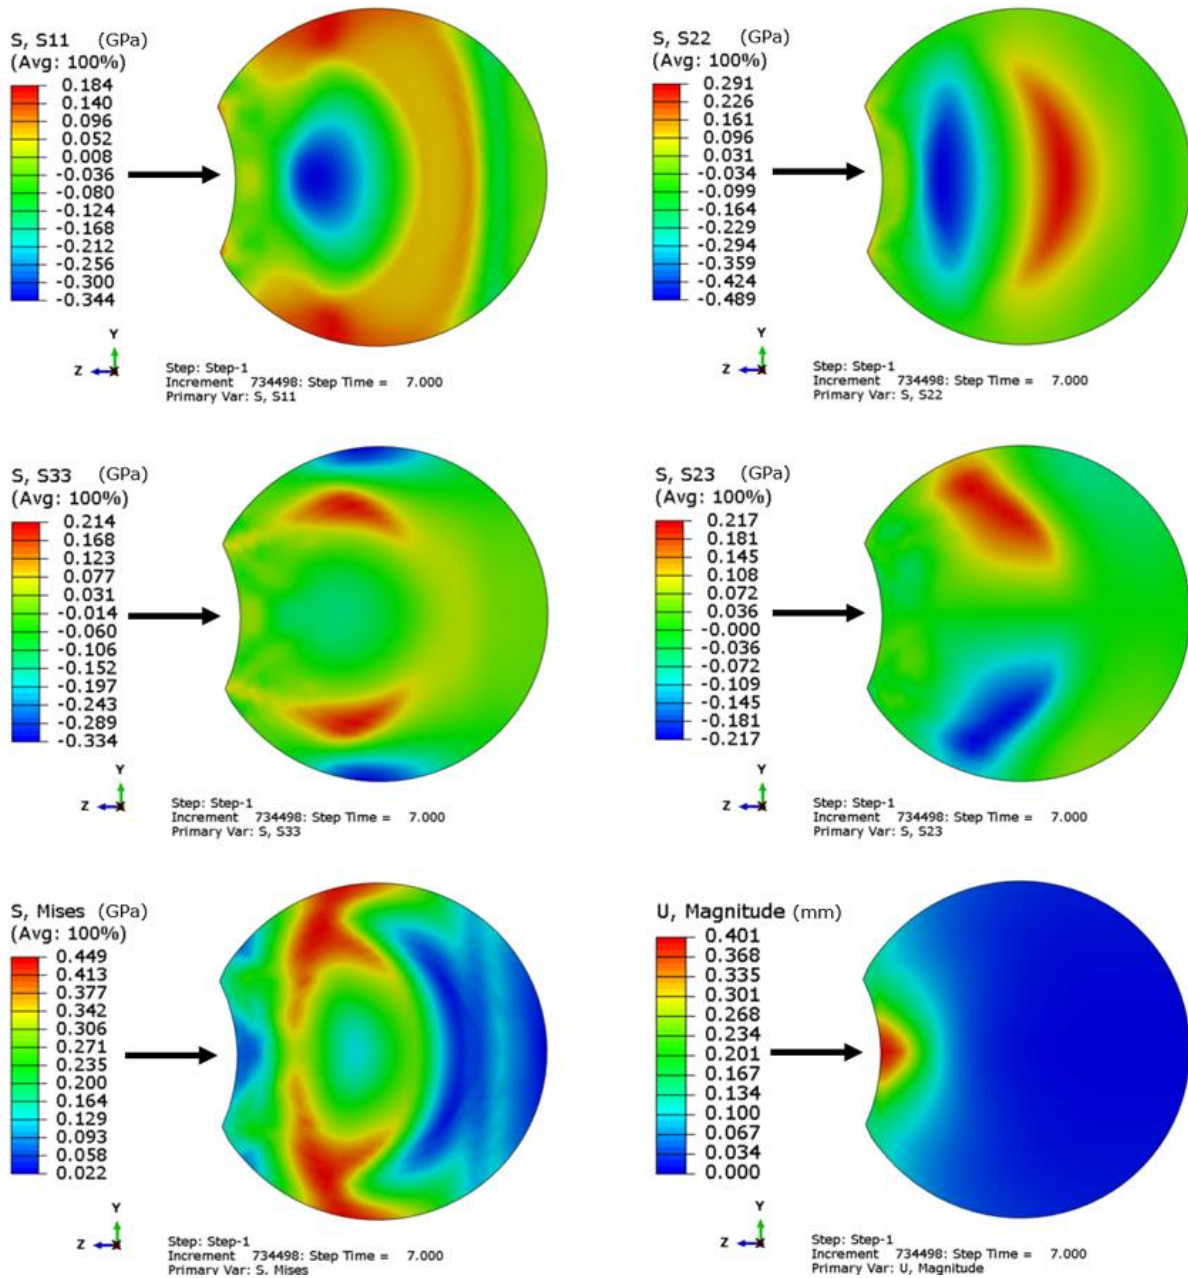 S, S11 (GPa)
(Avg: 100%)
0.184
0.140
0.096
0.052
0.008
-0.036
-0.080
-0.124
-0.168
-0.212
-0.256
-0.300
-0.344
Y
Z
X
Step: Step-1
Increment 734498: Step Time = 7.000
Primary Var: S, S11
S, S22 (GPa)
(Avg: 100%)
0.291
0.226
0.161
0.096
0.031
-0.034
-0.099
-0.164
-0.229
-0.294
-0.359
-0.424
-0.489
Y
Z
X
Step: Step-1
Increment 734498: Step Time = 7.000
Primary Var: S, S22
S, S33 (GPa)
(Avg: 100%)
0.214
0.168
0.123
0.077
0.031
-0.014
-0.060
-0.106
-0.152
-0.197
-0.243
-0.289
-0.334
Y
Z
X
Step: Step-1
Increment 734498: Step Time = 7.000
Primary Var: S, S33
S, S23 (GPa)
(Avg: 100%)
0.217
0.181
0.145
0.108
0.072
0.036
-0.000
-0.036
-0.072
-0.109
-0.145
-0.181
-0.217
Y
Z
X
Step: Step-1
Increment 734498: Step Time = 7.000
Primary Var: S, S23
S, Mises (GPa)
(Avg: 100%)
0.449
0.413
0.377
0.342
0.306
0.271
0.235
0.200
0.164
0.129
0.093
0.058
0.022
Y
Z
X
Step: Step-1
Increment 734498: Step Time = 7.000
Primary Var: S, Mises
U, Magnitude (mm)
0.401
0.368
0.335
0.301
0.268
0.234
0.201
0.167
0.134
0.100
0.067
0.034
0.000
Y
Z
X
Step: Step-1
Increment 734498: Step Time = 7.000
Primary Var: U, Magnitude